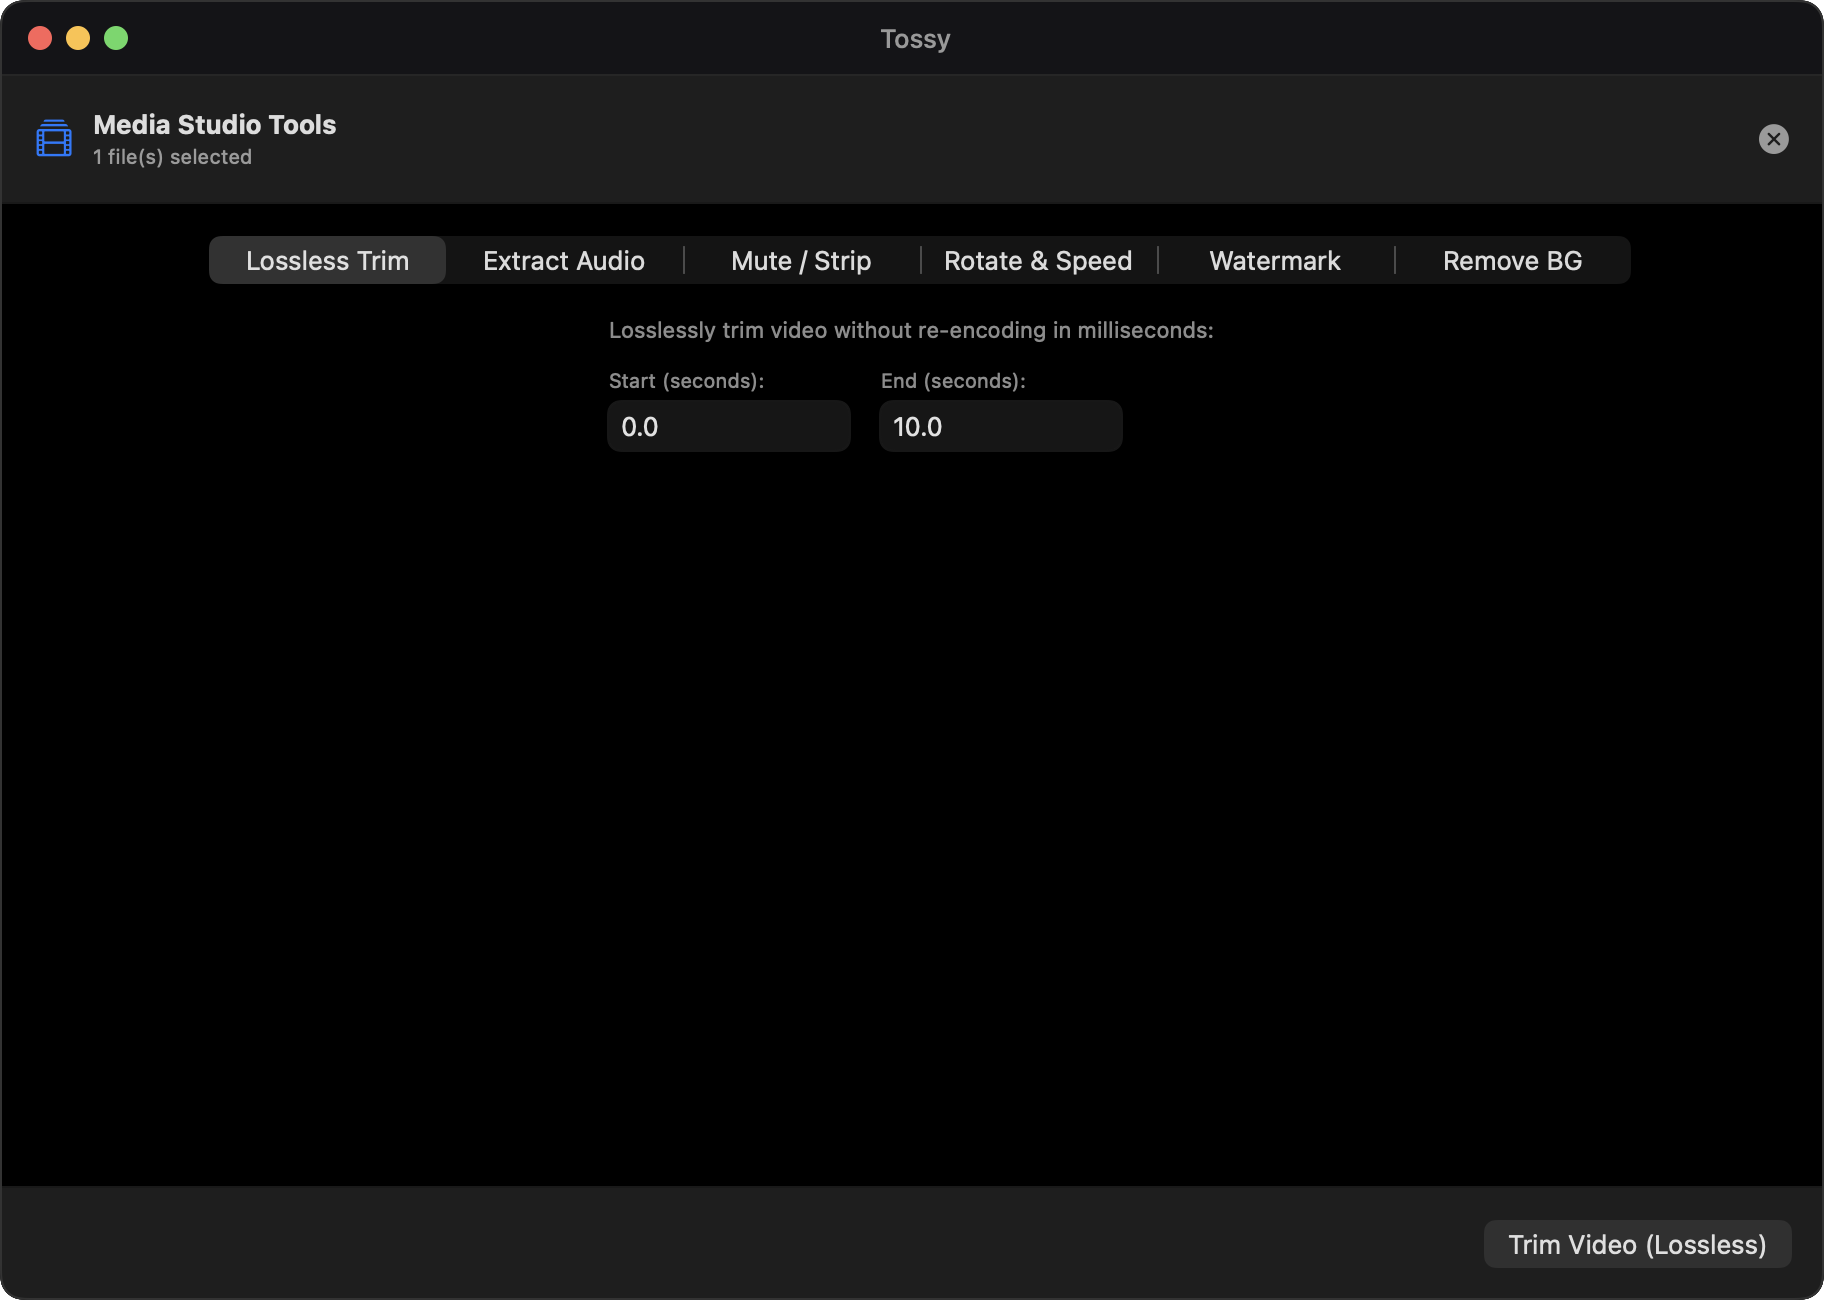 Tossy
Media Studio Tools
1 file(s) selected
Lossless Trim
Extract Audio
Mute / Strip
Rotate & Speed
Watermark
Remove BG
Losslessly trim video without re-encoding in milliseconds:
Start (seconds):
End (seconds):
0.0
10.0
Trim Video (Lossless)